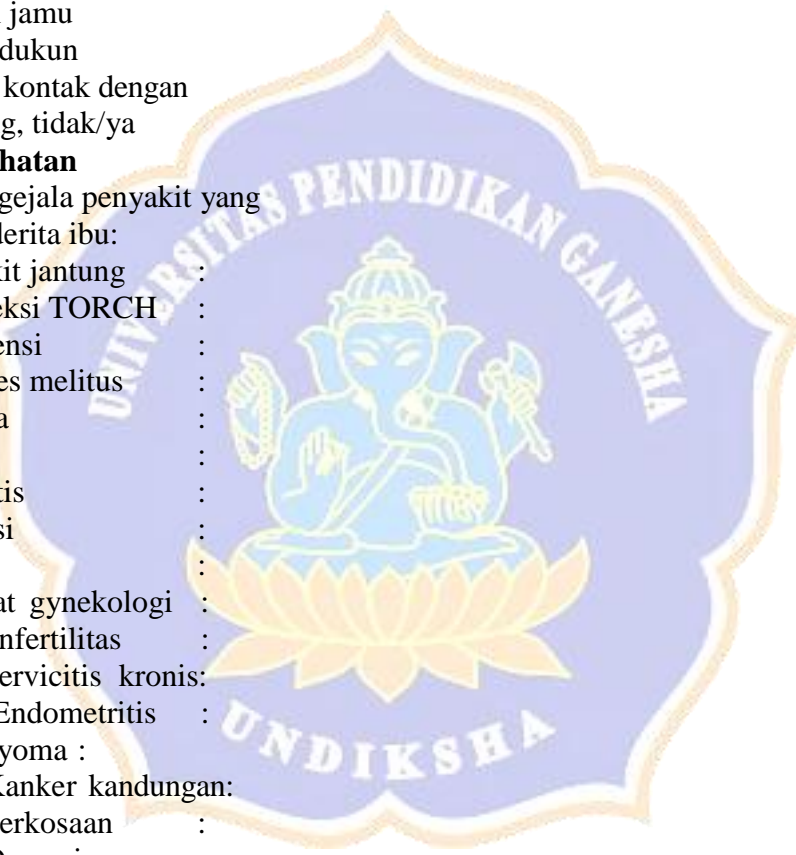 jamu
dukun
kontak dengan
g, tidak/ya
hatan
gejala penyakit yang
derita ibu:
kit jantung :
eksi TORCH :
ensi :
es melitus :
a :
:
tis :
si :
:
at gynekologi :
nfertilitas :
ervicitis kronis:
Endometritis :
yoma :
Kanker kandungan:
erkosaan :
UNIVERSITAS PENDIDIKAN GANESHA
UNDIKSHA